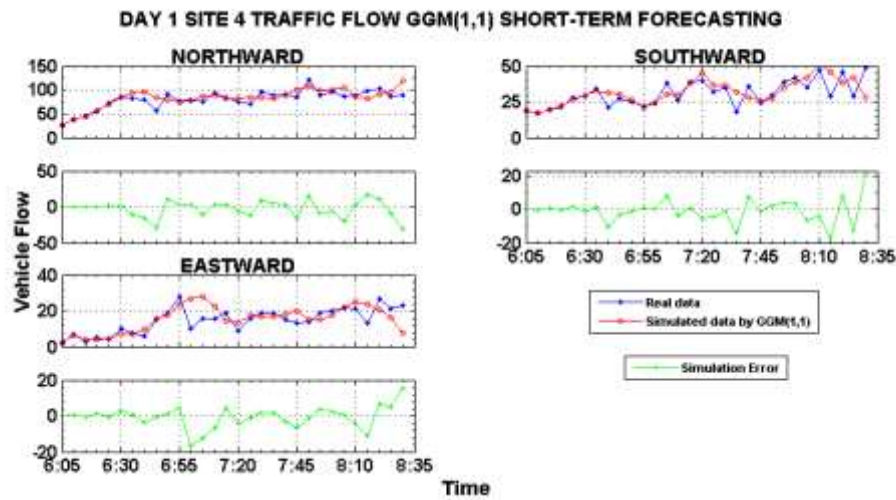 DAY 1 SITE 4 TRAFFIC FLOW GGM(1,1) SHORT-TERM FORECASTING
NORTHWARD
150
100
50
0
50
0
-50
EASTWARD
40
20
0
20
0
-20
6:05 6:30 6:55 7:20 7:45 8:10 8:35
Vehicle Flow
Time
SOUTHWARD
50
25
0
20
0
-20
6:05 6:30 6:55 7:20 7:45 8:10 8:35
Real data
Simulated data by GGM(1,1)
Simulation Error